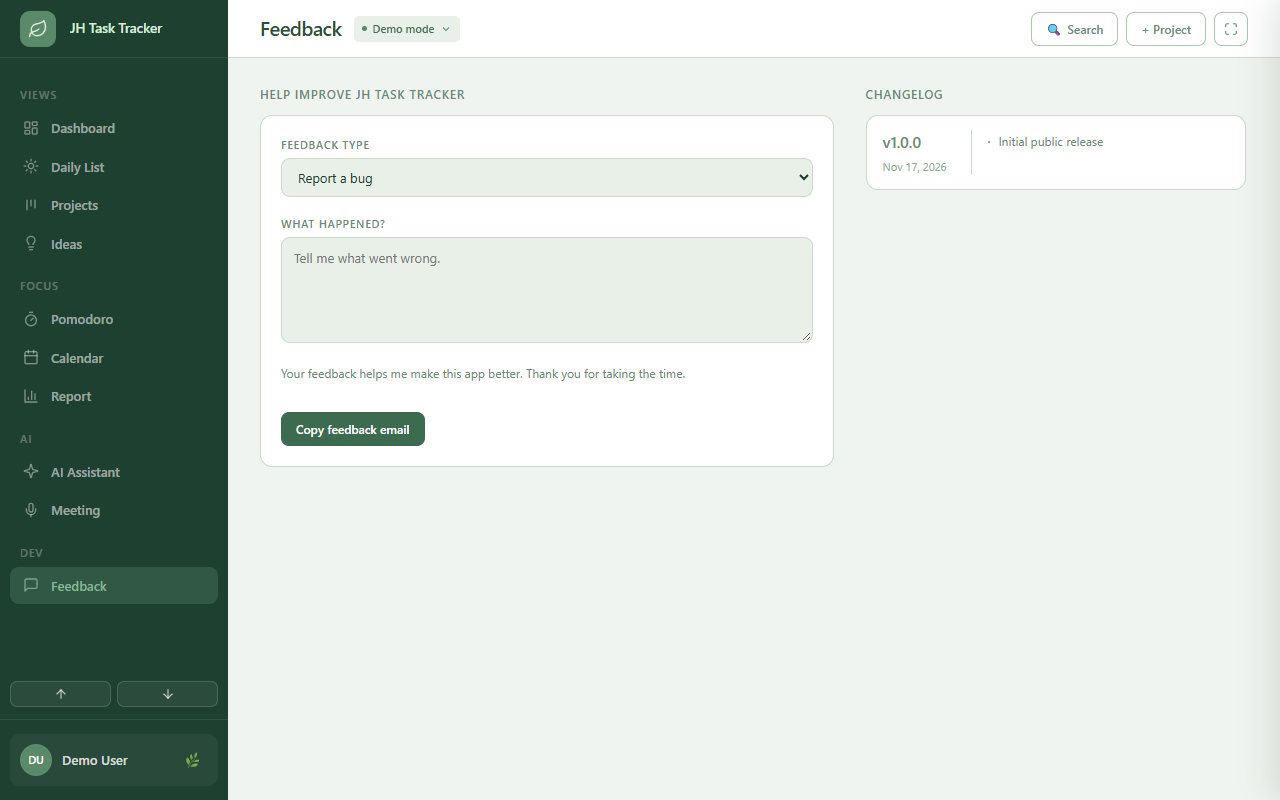 JH Task Tracker
VIEWS
Dashboard
Daily List
Projects
Ideas
FOCUS
Pomodoro
Calendar
Report
AI
AI Assistant
Meeting
DEV
Feedback
↑
↓
DU
Demo User
Feedback
Demo mode
Search
+ Project
HELP IMPROVE JH TASK TRACKER
FEEDBACK TYPE
Report a bug
WHAT HAPPENED?
Tell me what went wrong.
Your feedback helps me make this app better. Thank you for taking the time.
Copy feedback email
CHANGELOG
v1.0.0
Nov 17, 2026
· Initial public release